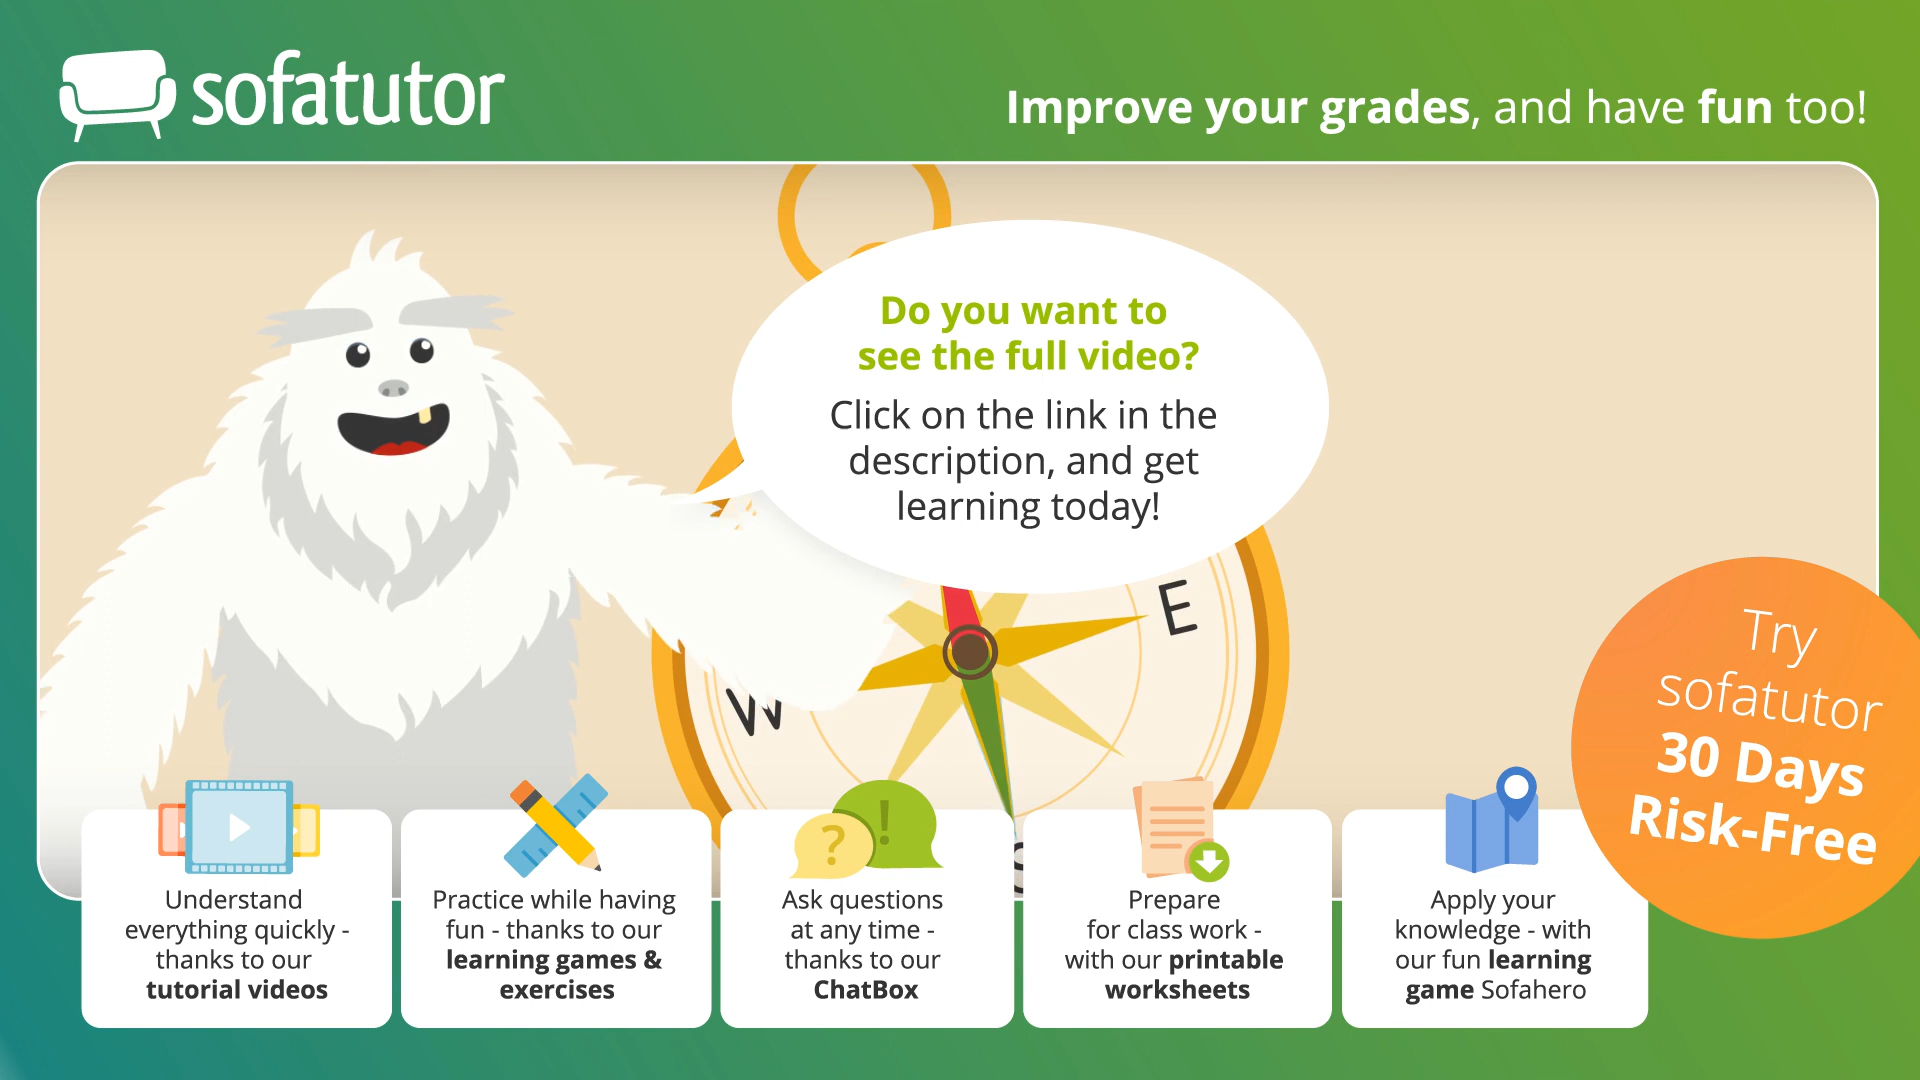 sofatutor
Improve your grades, and have fun too!
Do you want to
see the full video?
Click on the link in the
description, and get
learning today!
E
W
S
Try
sofatutor
30 Days
Risk-Free
Understand
everything quickly -
thanks to our
tutorial videos
Practice while having
fun - thanks to our
learning games &
exercises
?
!
Ask questions
at any time -
thanks to our
ChatBox
Prepare
for class work -
with our printable
worksheets
Apply your
knowledge - with
our fun learning
game Sofahero